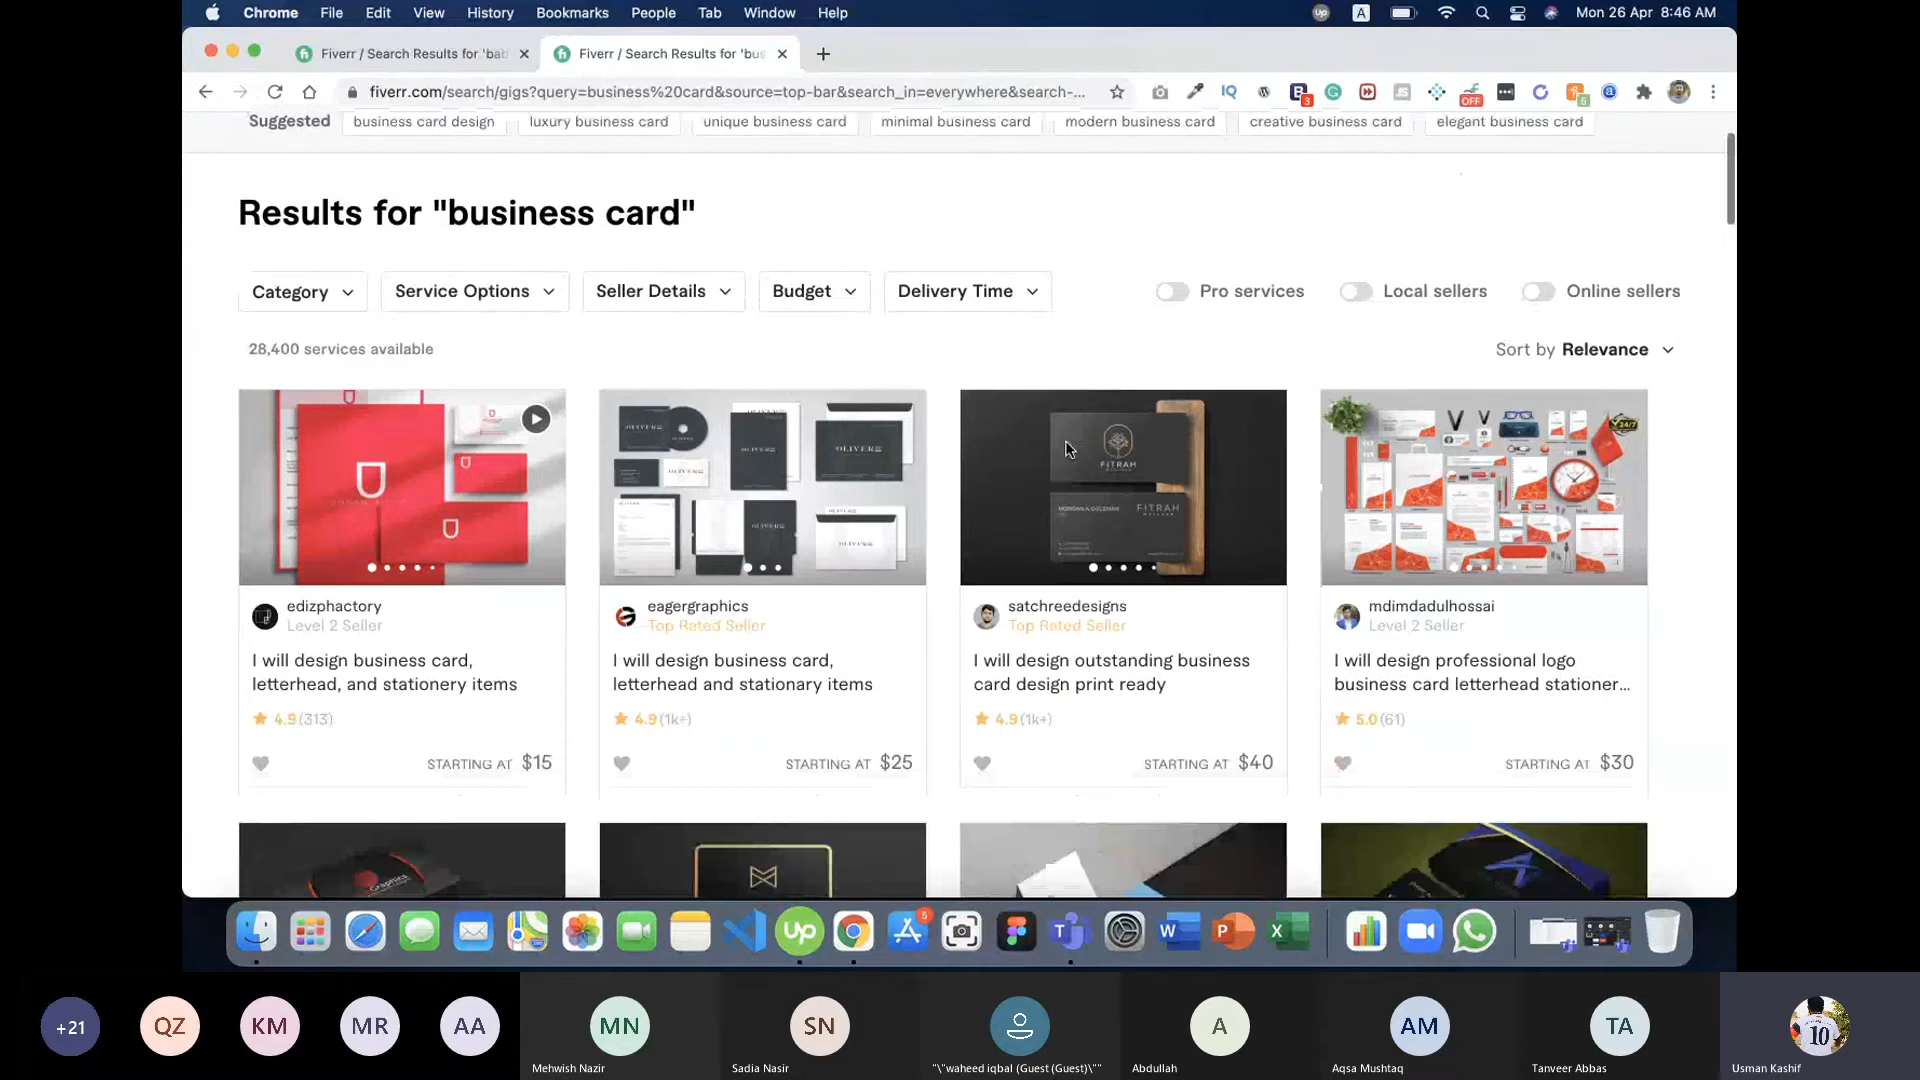 Chrome File Edit View History Bookmarks People Tab Window Help
A Mon 26 Apr 8:46 AM
Fiverr / Search Results for 'bab
Fiverr / Search Results for 'bus
fiverr.com/search/gigs?query=business%20card&source=top-bar&search_in=everywhere&search-...
Suggested business card design luxury business card unique business card minimal business card modern business card creative business card elegant business card
Results for "business card"
Category Service Options Seller Details Budget Delivery Time Pro services Local sellers Online sellers
28,400 services available Sort by Relevance
OLIVER
FITRAH
FITRAH
24/7
edizphactory
Level 2 Seller
I will design business card,
letterhead, and stationery items
4.9(313)
STARTING AT $15
eagergraphics
Top Rated Seller
I will design business card,
letterhead and stationary items
4.9(1k+)
STARTING AT $25
satchreedesigns
Top Rated Seller
I will design outstanding business
card design print ready
4.9(1k+)
STARTING AT $40
mdimdadulhossai
Level 2 Seller
I will design professional logo
business card letterhead stationer...
5.0(61)
STARTING AT $30
Graphics
+21 QZ KM MR AA MN SN A AM TA 10
Mehwish Nazir Sadia Nasir "\"waheed iqbal (Guest (Guest)\"" Abdullah Aqsa Mushtaq Tanveer Abbas Usman Kashif